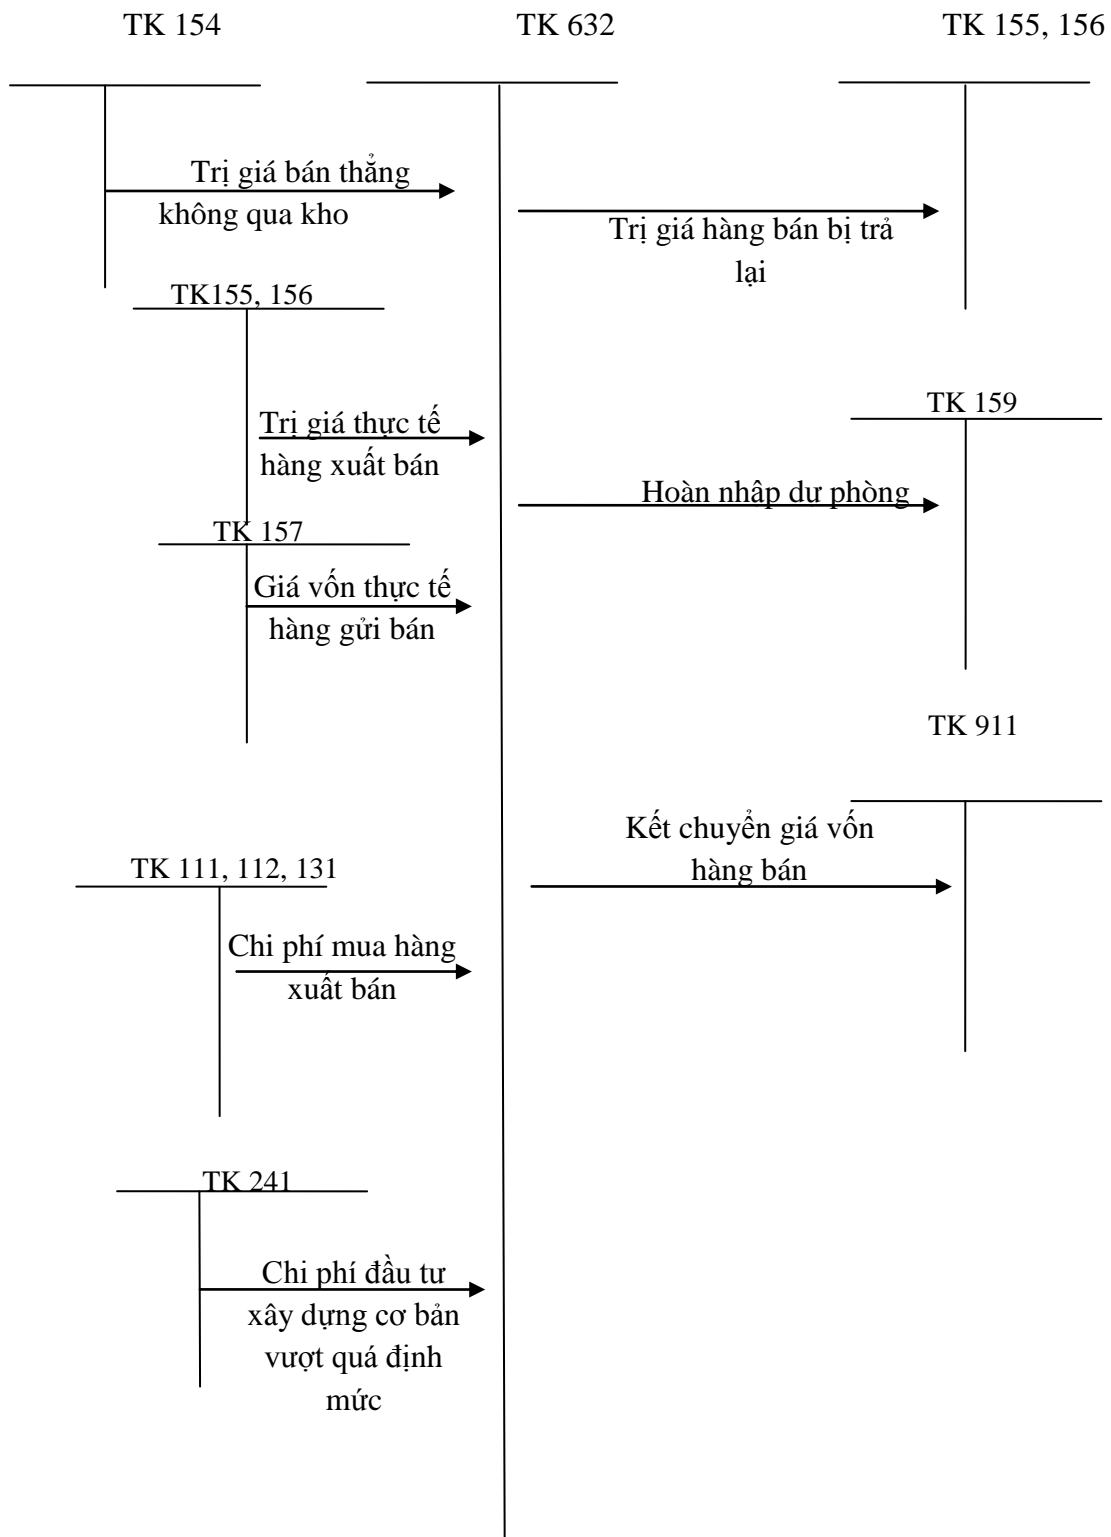 TK 154
TK 632
TK 155, 156
Trị giá bán thẳng
không qua kho
Trị giá hàng bán bị trả
lại
TK155, 156
TK 159
Trị giá thực tế
hàng xuất bán
Hoàn nhập dự phòng
TK 157
Giá vốn thực tế
hàng gửi bán
TK 911
Kết chuyển giá vốn
hàng bán
TK 111, 112, 131
Chi phí mua hàng
xuất bán
TK 241
Chi phí đầu tư
xây dựng cơ bản
vượt quá định
mức